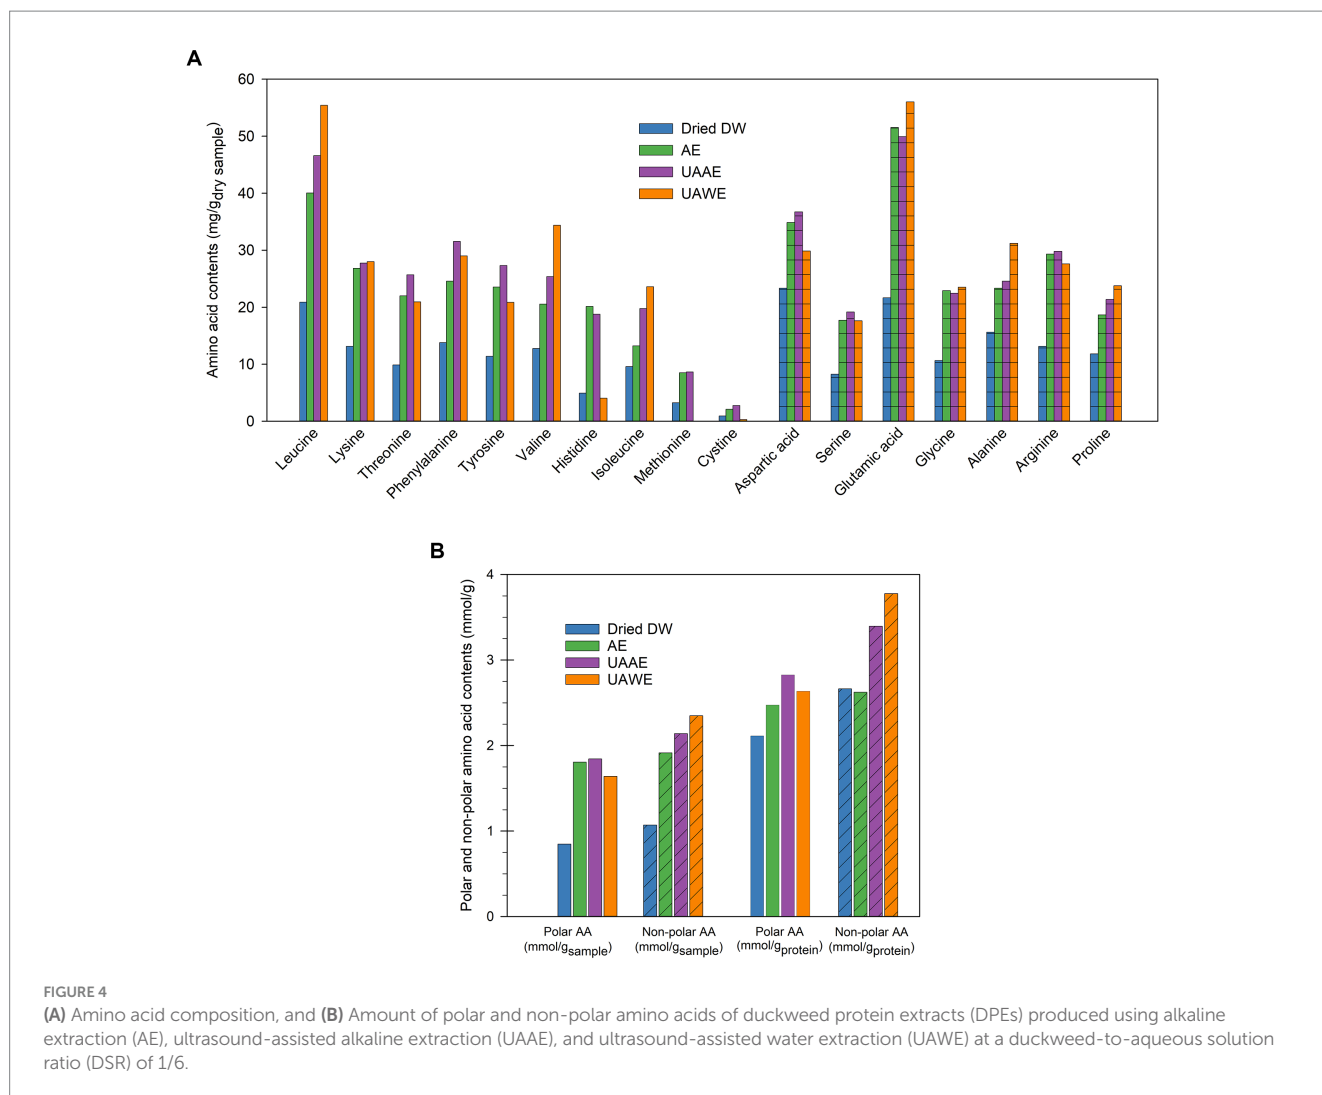 A
60
50
40
30
20
10
0
Amino acid contents (mg/gdry sample)
Dried DW
AE
UAAE
UAWE
Leucine
Lysine
Threonine
Phenylalanine
Tyrosine
Valine
Histidine
Isoleucine
Methionine
Cystine
Aspartic acid
Serine
Glutamic acid
Glycine
Alanine
Arginine
Proline
B
4
3
2
1
0
Polar and non-polar amino acid contents (mmol/g)
Dried DW
AE
UAAE
UAWE
Polar AA
(mmol/gsample)
Non-polar AA
(mmol/gsample)
Polar AA
(mmol/gprotein)
Non-polar AA
(mmol/gprotein)
FIGURE 4
(A) Amino acid composition, and (B) Amount of polar and non-polar amino acids of duckweed protein extracts (DPEs) produced using alkaline
extraction (AE), ultrasound-assisted alkaline extraction (UAAE), and ultrasound-assisted water extraction (UAWE) at a duckweed-to-aqueous solution
ratio (DSR) of 1/6.